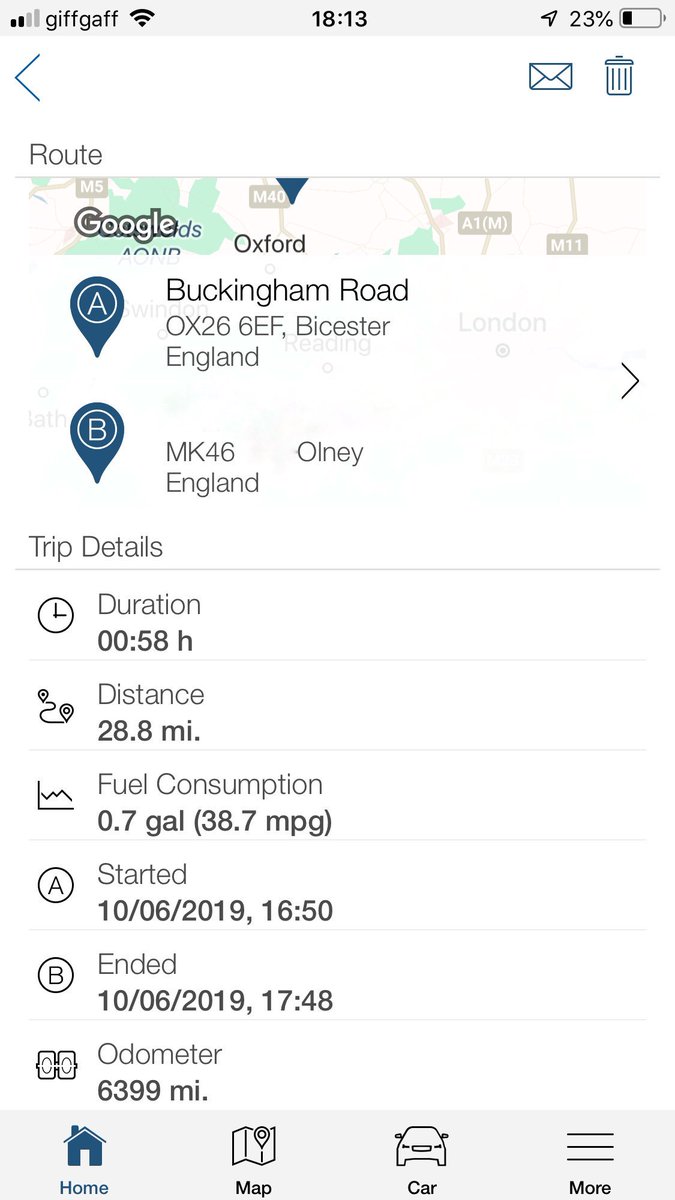 giffgaff 18:13 23%
Route
M5
M40
Google
AONB
Oxford
A1(M)
M11
A
Buckingham Road
OX26 6EF, Bicester
England
Swindon
Reading
London
Bath
B
MK46 Olney
England
Trip Details
Duration
00:58 h
Distance
28.8 mi.
Fuel Consumption
0.7 gal (38.7 mpg)
A
Started
10/06/2019, 16:50
B
Ended
10/06/2019, 17:48
00
Odometer
6399 mi.
Home Map Car More